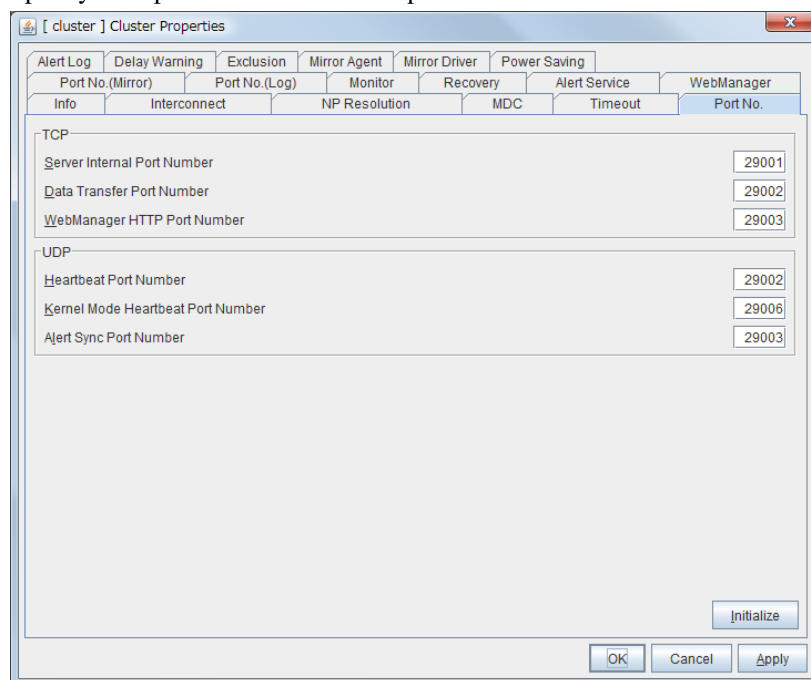 [ cluster ] Cluster Properties
Alert Log Delay Warning Exclusion Mirror Agent Mirror Driver Power Saving
Port No.(Mirror) Port No.(Log) Monitor Recovery Alert Service WebManager
Info Interconnect NP Resolution MDC Timeout Port No.
TCP
Server Internal Port Number 29001
Data Transfer Port Number 29002
WebManager HTTP Port Number 29003
UDP
Heartbeat Port Number 29002
Kernel Mode Heartbeat Port Number 29006
Alert Sync Port Number 29003
Initialize
OK Cancel Apply